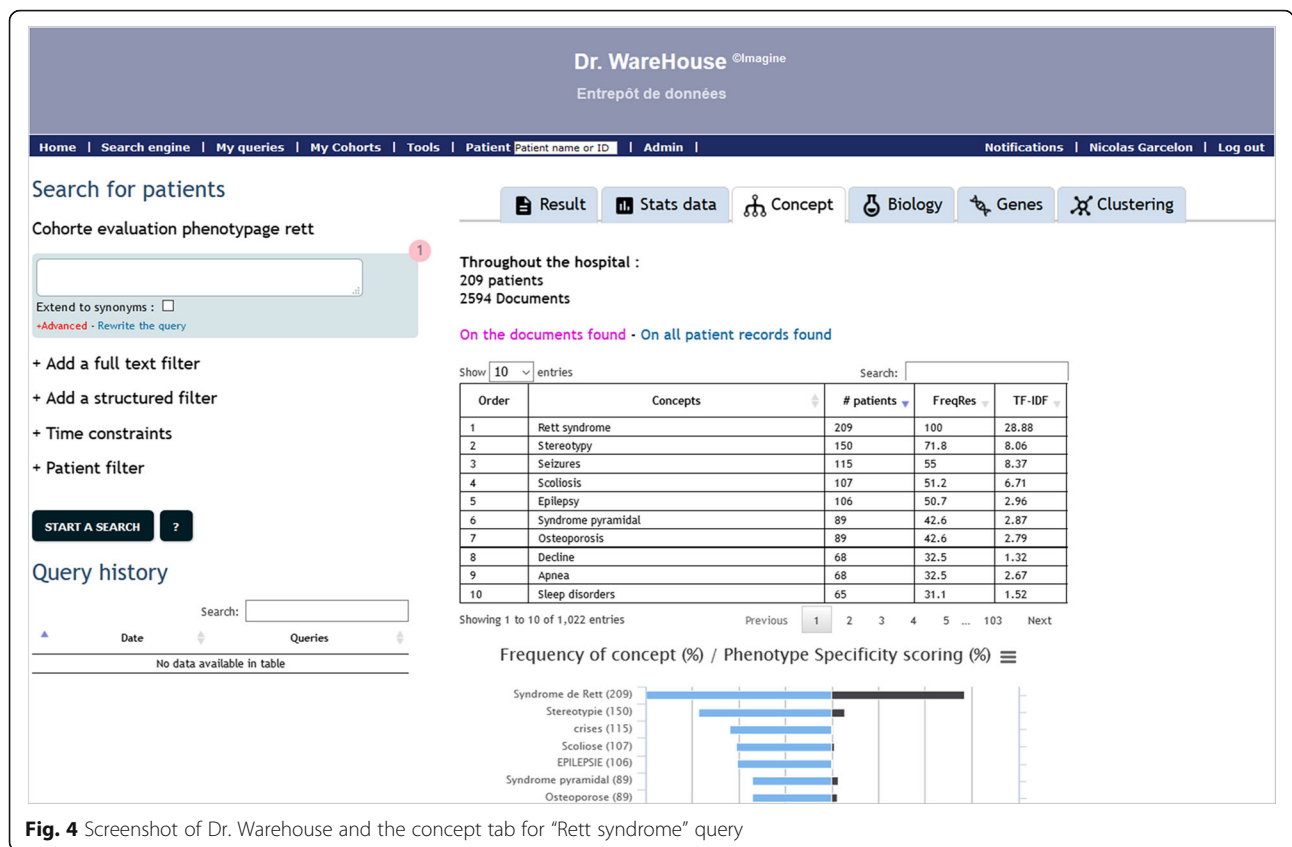 Dr. WareHouse ©Imagine
Entrepôt de données
Home | Search engine | My queries | My Cohorts | Tools | Patient Patient name or ID | Admin | Notifications | Nicolas Garcelon | Log out
Search for patients
Cohorte evaluation phenotypage rett
1
Extend to synonyms :
+Advanced - Rewrite the query
+ Add a full text filter
+ Add a structured filter
+ Time constraints
+ Patient filter
START A SEARCH ?
Query history
Search:
Date Queries
No data available in table
Result Stats data Concept Biology Genes Clustering
Throughout the hospital :
209 patients
2594 Documents
On the documents found - On all patient records found
Show 10 entries Search:
Order Concepts # patients FreqRes TF-IDF
1 Rett syndrome 209 100 28.88
2 Stereotypy 150 71.8 8.06
3 Seizures 115 55 8.37
4 Scoliosis 107 51.2 6.71
5 Epilepsy 106 50.7 2.96
6 Syndrome pyramidal 89 42.6 2.87
7 Osteoporosis 89 42.6 2.79
8 Decline 68 32.5 1.32
9 Apnea 68 32.5 2.67
10 Sleep disorders 65 31.1 1.52
Showing 1 to 10 of 1,022 entries Previous 1 2 3 4 5 ... 103 Next
Frequency of concept (%) / Phenotype Specificity scoring (%)
Syndrome de Rett (209)
Stereotypie (150)
crises (115)
Scoliose (107)
EPILEPSIE (106)
Syndrome pyramidal (89)
Osteoporose (89)
Fig. 4 Screenshot of Dr. Warehouse and the concept tab for “Rett syndrome” query